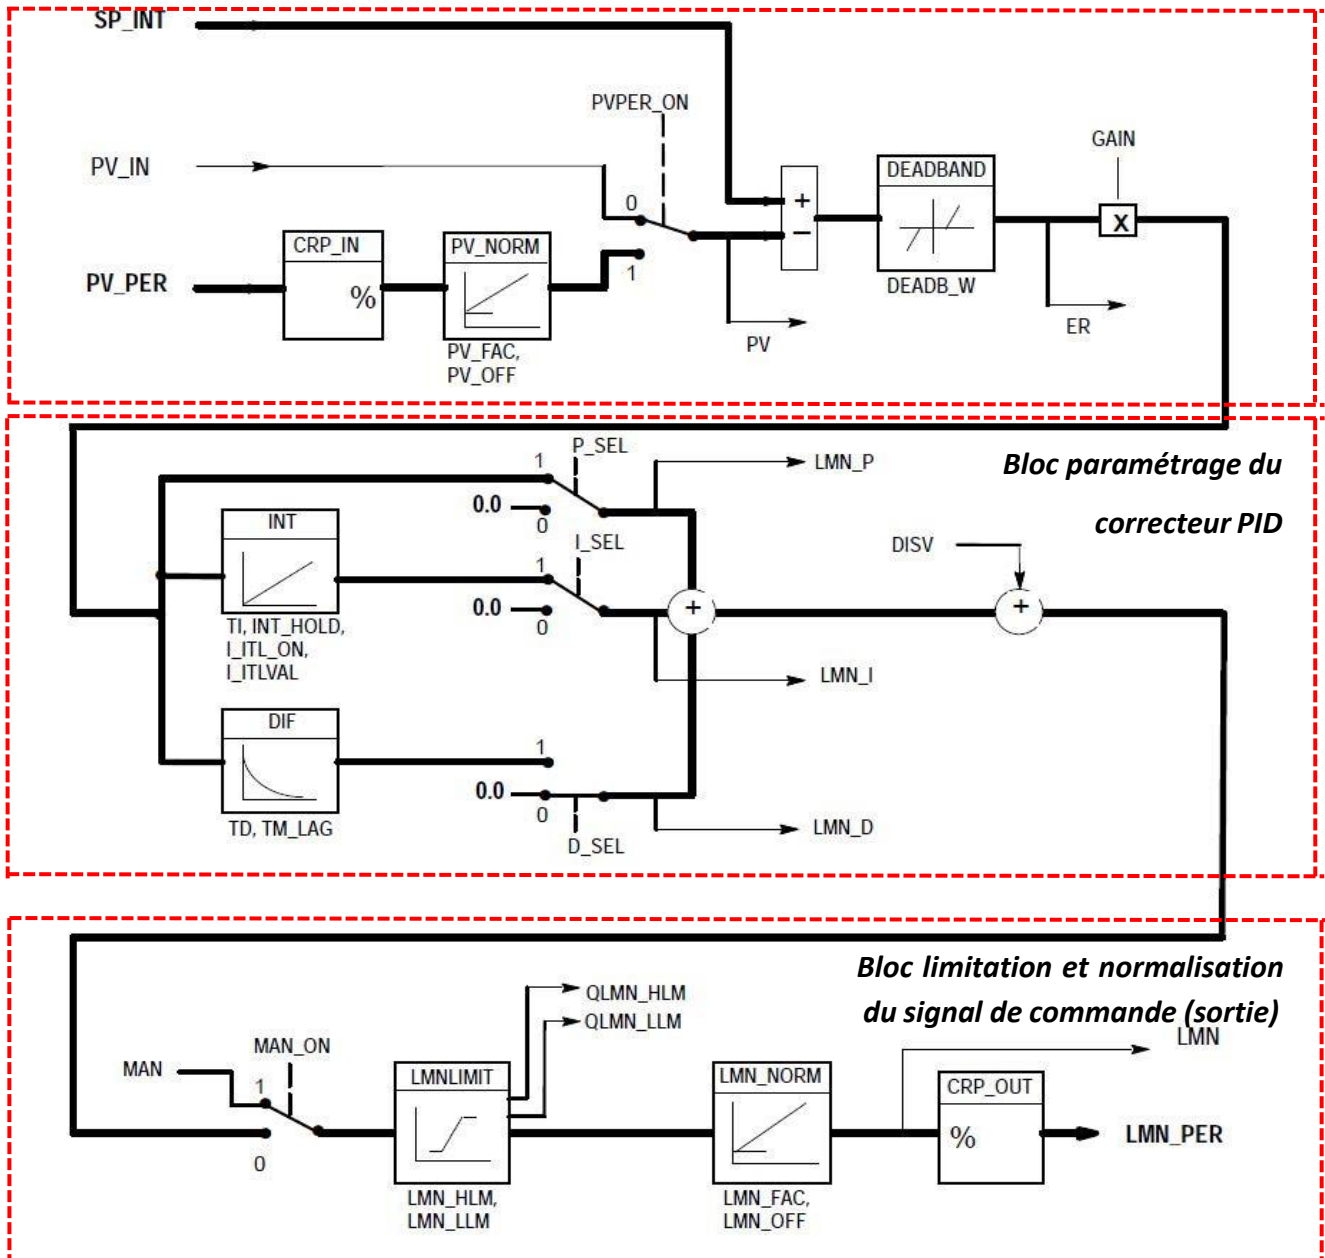 SP_INT
PVPER_ON
GAIN
PV_IN
DEADBAND
0
+
X
CRP_IN
PV_NORM
−
PV_PER
%
1
DEADB_W
ER
PV
PV_FAC,
PV_OFF
P_SEL
1
LMN_P
Bloc paramétrage du
correcteur PID
0.0
0
INT
I_SEL
DISV
1
0.0
+
+
0
TI, INT_HOLD,
I_ITL_ON,
I_ITLVAL
LMN_I
DIF
1
0.0
0
TD, TM_LAG
LMN_D
D_SEL
Bloc limitation et normalisation
du signal de commande (sortie)
QLMN_HLM
QLMN_LLM
LMN
MAN_ON
MAN
1
LMNLIMIT
LMN_NORM
CRP_OUT
%
LMN_PER
0
LMN_HLM,
LMN_LLM
LMN_FAC,
LMN_OFF